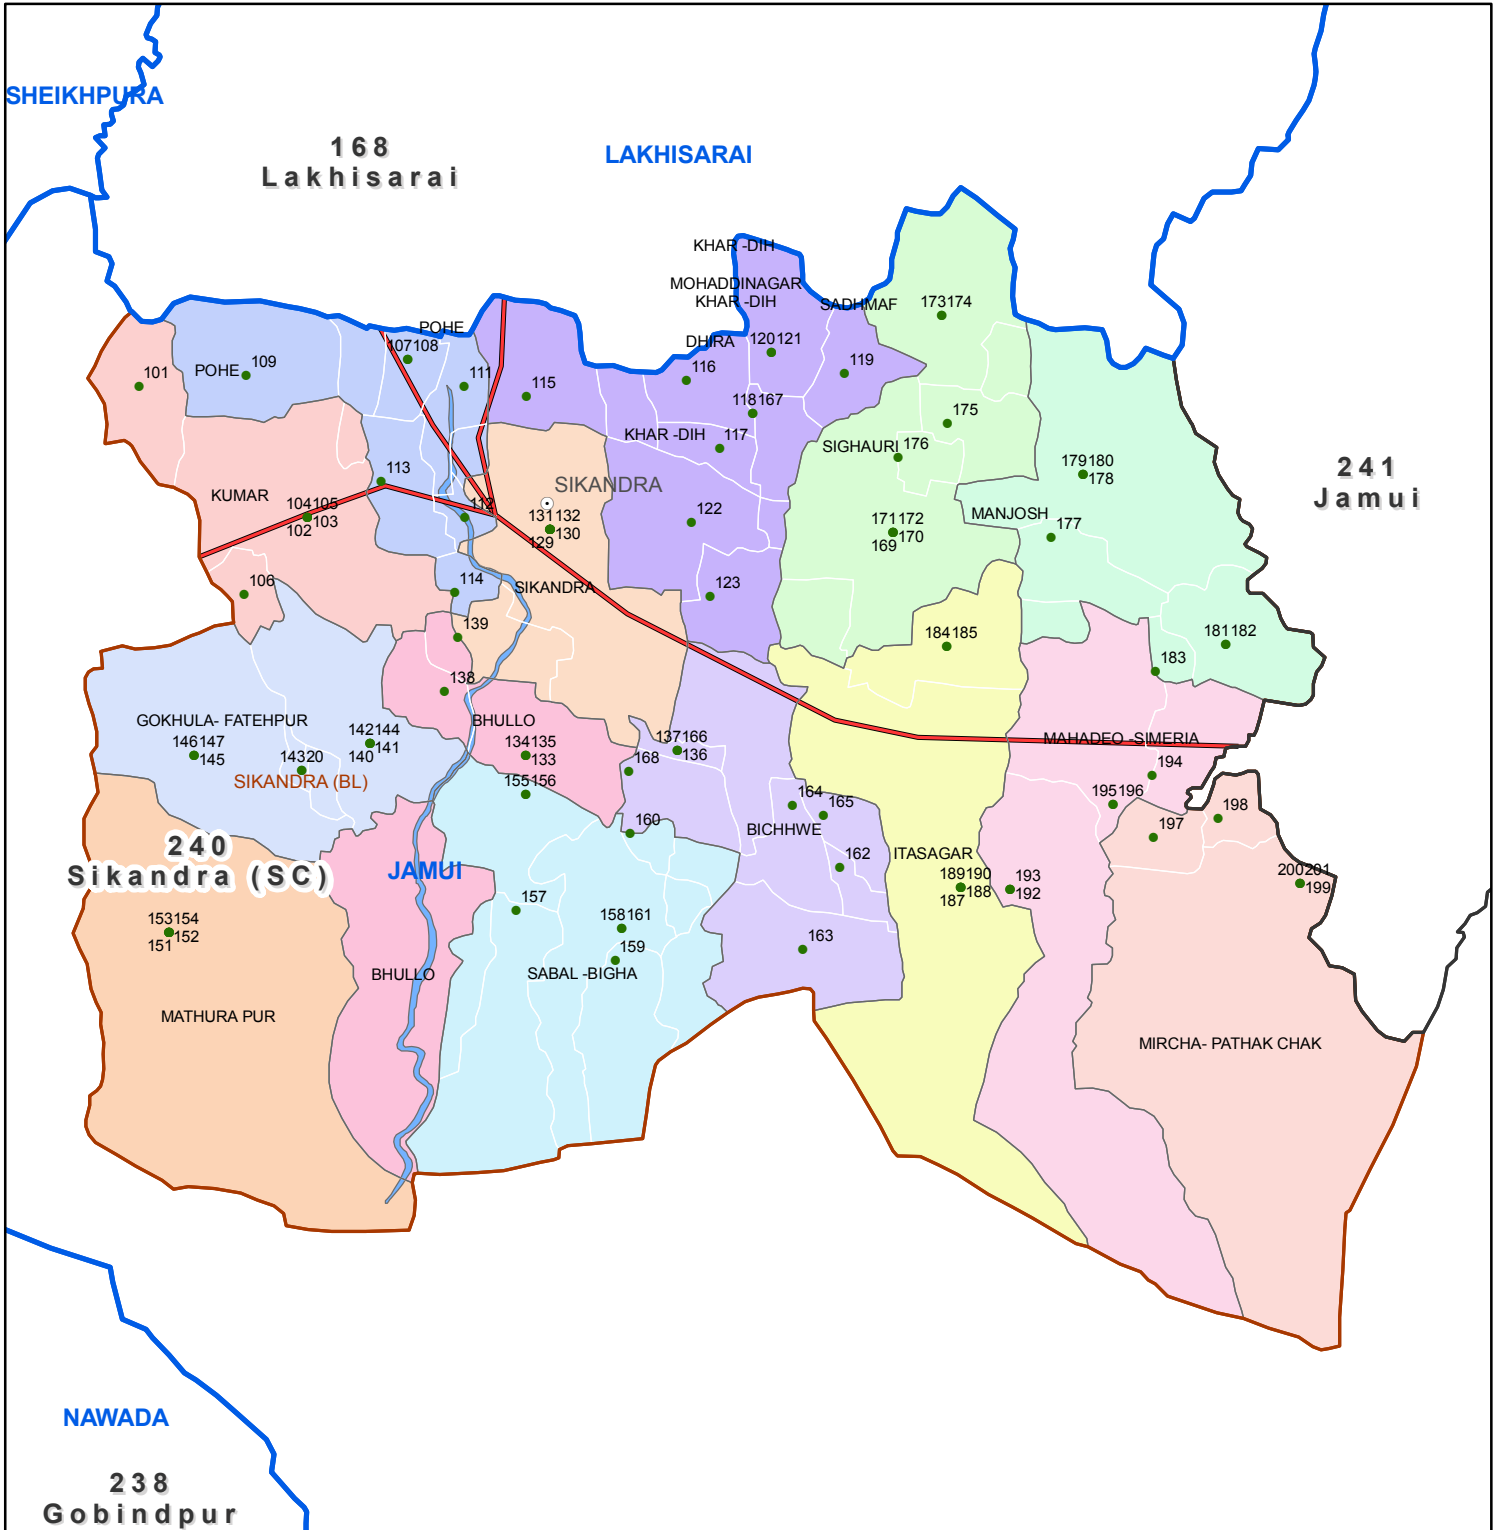 SHEIKHPURA
168
Lakhisarai
LAKHISARAI
KHAR -DIH
MOHADDINAGAR
KHAR -DIH
SADHMAF
173174
POHE
107108
DHIRA
120121
119
101
POHE
109
111
115
116
118167
175
KHAR -DIH
117
SIGHAURI
176
241
Jamui
179180
178
113
SIKANDRA
KUMAR
104105
103
102
112
131132
130
129
122
171172
170
169
MANJOSH
177
106
114
SIKANDRA
123
139
184185
181182
183
138
GOKHULA- FATEHPUR
146147
145
142144
141
140
14320
SIKANDRA (BL)
BHULLO
134135
133
137166
136
168
155156
MAHADEO -SIMERIA
194
195196
164
165
198
197
160
BICHHWE
240
Sikandra (SC)
JAMUI
162
ITASAGAR
189190
188
187
193
192
200201
199
157
153154
152
151
158161
159
163
BHULLO
SABAL -BIGHA
MATHURA PUR
MIRCHA- PATHAK CHAK
NAWADA
238
Gobindpur